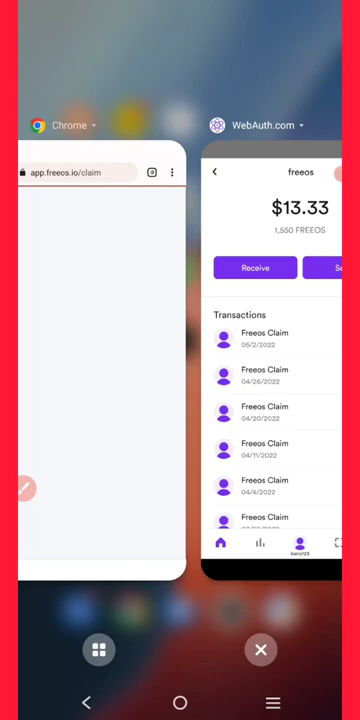 Chrome
app.freeos.io/claim
WebAuth.com
freeos
$13.33
1,550 FREEOS
Receive
Se
Transactions
Freeos Claim
05/2/2022
Freeos Claim
04/26/2022
Freeos Claim
04/20/2022
Freeos Claim
04/11/2022
Freeos Claim
04/4/2022
Freeos Claim